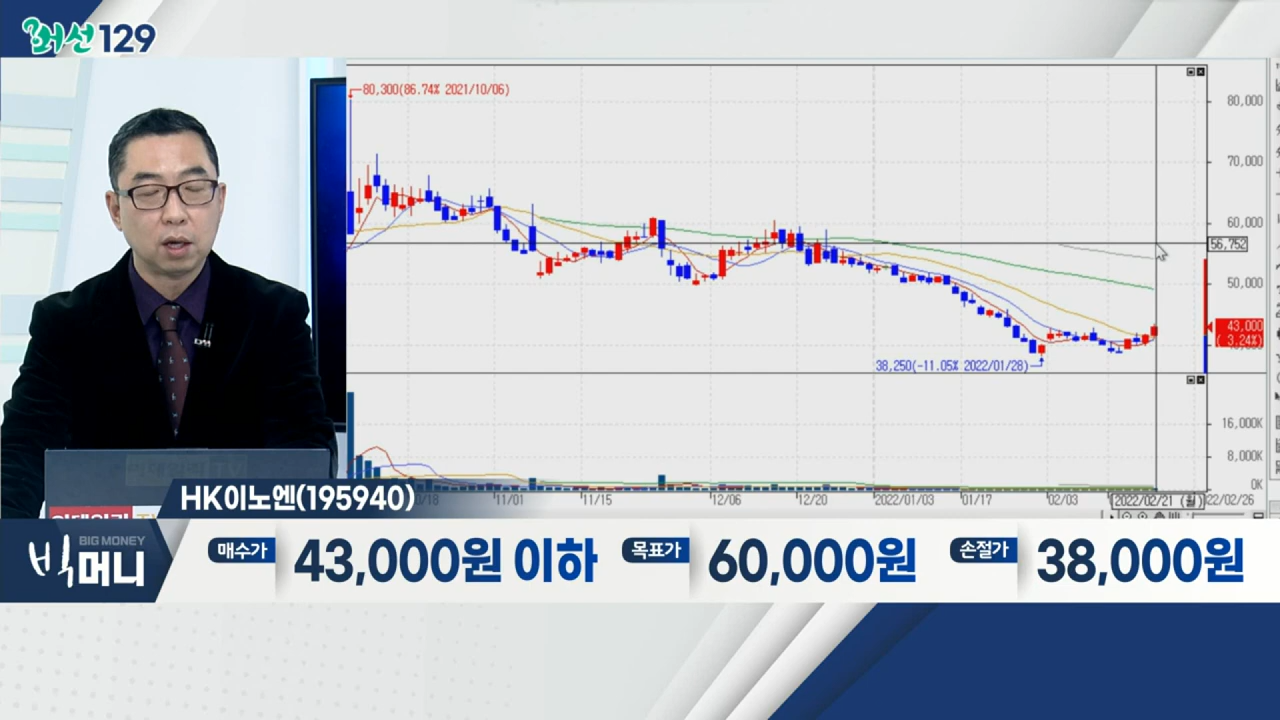 머선129
80,300(86.74% 2021/10/06)
80,000
70,000
60,000
56,752
50,000
43,000
( 3.24%)
38,250(-11.05% 2022/01/28)
16,000K
8,000K
0K
11/01
11/15
12/06
12/20
2022/01/03
01/17
02/03
2022/02/21 (월)
HK이노엔(195940)
빅머니
BIG MONEY
매수가
43,000원 이하
목표가
60,000원
손절가
38,000원